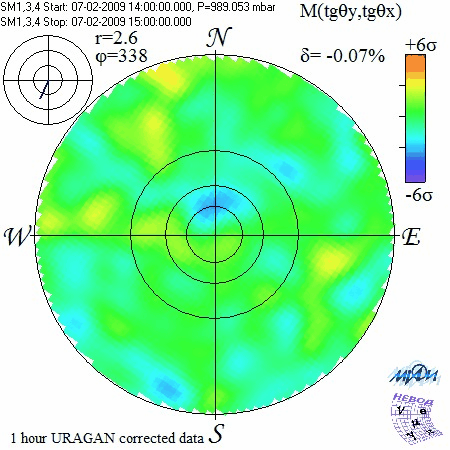 SM1,3,4 Start: 07-02-2009 14:00:00.000, P=989.053 mbar
SM1,3,4 Stop: 07-02-2009 15:00:00.000
M(tgθy,tgθx)
r=2.6
φ=338
N
δ= -0.07%
+6σ
-6σ
W
E
S
МИФИ
НЕВОД
1 hour URAGAN corrected data